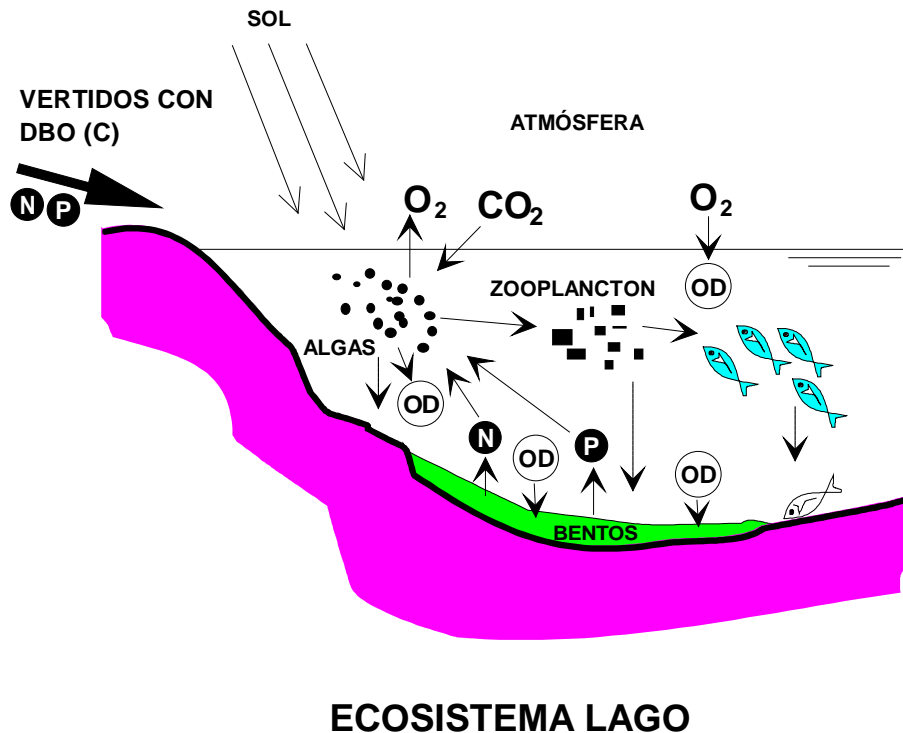 SOL
VERTIDOS CON
DBO (C)
N P
ATMÓSFERA
O2
CO2
O2
OD
ZOOPLANCTON
ALGAS
OD
N
OD
P
OD
BENTOS
ECOSISTEMA LAGO